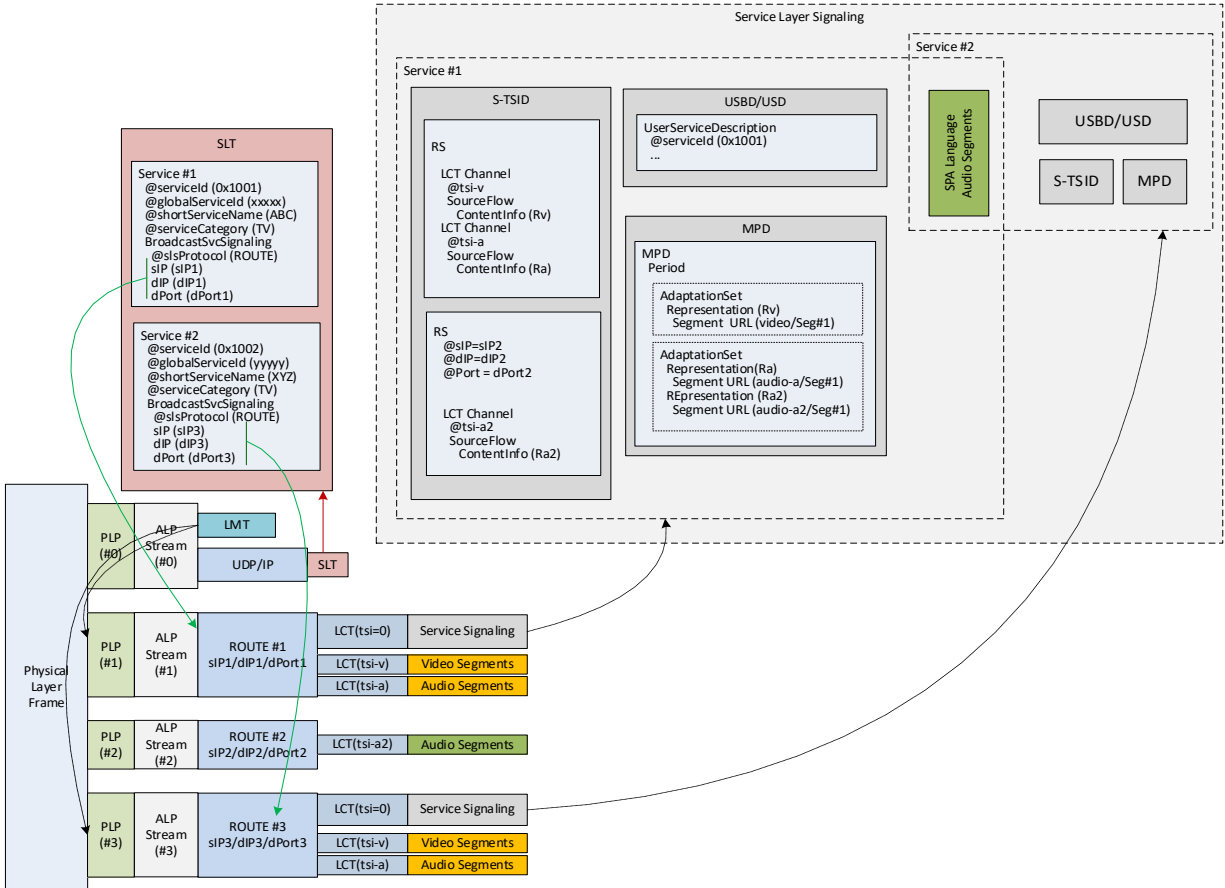 Service Layer Signaling
Service #2
Service #1
S-TSID
RS
LCT Channel
@tsi-v
SourceFlow
ContentInfo (Rv)
LCT Channel
@tsi-a
SourceFlow
ContentInfo (Ra)
RS
@sIP=sIP2
@dIP=dIP2
@Port = dPort2
LCT Channel
@tsi-a2
SourceFlow
ContentInfo (Ra2)
USBD/USD
UserServiceDescription
@serviceId (0x1001)
...
MPD
MPD
Period
AdaptationSet
Representation (Rv)
Segment URL (video/Seg#1)
AdaptationSet
Representation(Ra)
Segment URL (audio-a/Seg#1)
REpresentation (Ra2)
Segment URL (audio-a2/Seg#1)
SPA Language
Audio Segments
USBD/USD
S-TSID
MPD
SLT
Service #1
@serviceId (0x1001)
@globalServiceId (xxxxx)
@shortServiceName (ABC)
@serviceCategory (TV)
BroadcastSvcSignaling
@slsProtocol (ROUTE)
sIP (sIP1)
dIP (dIP1)
dPort (dPort1)
Service #2
@serviceId (0x1002)
@globalServiceId (yyyyy)
@shortServiceName (XYZ)
@serviceCategory (TV)
BroadcastSvcSignaling
@slsProtocol (ROUTE)
sIP (sIP3)
dIP (dIP3)
dPort (dPort3)
Physical
Layer
Frame
PLP
(#0)
ALP
Stream
(#0)
LMT
UDP/IP
SLT
PLP
(#1)
ALP
Stream
(#1)
ROUTE #1
sIP1/dIP1/dPort1
LCT(tsi=0)
Service Signaling
LCT(tsi-v)
Video Segments
LCT(tsi-a)
Audio Segments
PLP
(#2)
ALP
Stream
(#2)
ROUTE #2
sIP2/dIP2/dPort2
LCT(tsi-a2)
Audio Segments
PLP
(#3)
ALP
Stream
(#3)
ROUTE #3
sIP3/dIP3/dPort3
LCT(tsi=0)
Service Signaling
LCT(tsi-v)
Video Segments
LCT(tsi-a)
Audio Segments